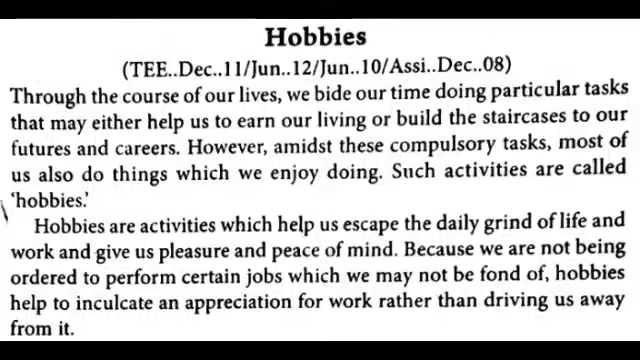 Hobbies
(TEE..Dec..11/Jun..12/Jun..10/Assi..Dec..08)
Through the course of our lives, we bide our time doing particular tasks
that may either help us to earn our living or build the staircases to our
futures and careers. However, amidst these compulsory tasks, most of
us also do things which we enjoy doing. Such activities are called
'hobbies.'
Hobbies are activities which help us escape the daily grind of life and
work and give us pleasure and peace of mind. Because we are not being
ordered to perform certain jobs which we may not be fond of, hobbies
help to inculcate an appreciation for work rather than driving us away
from it.